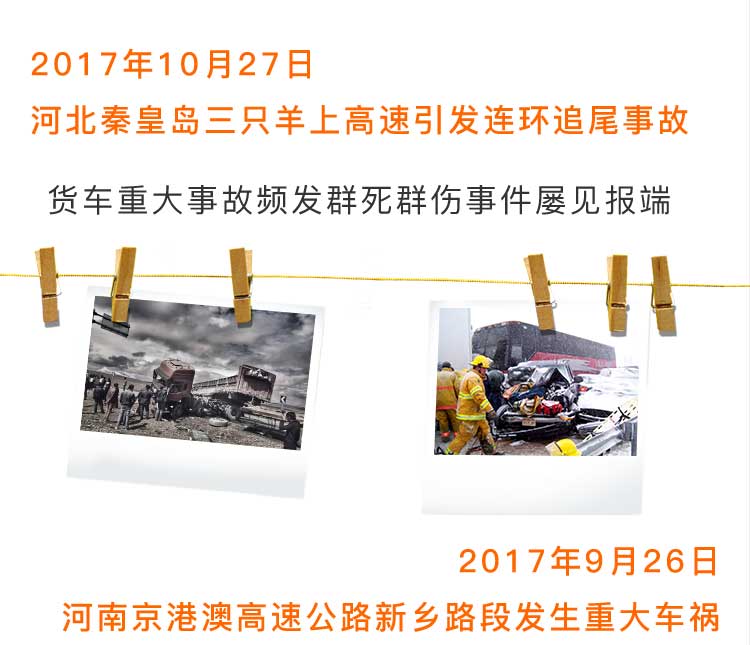 2017年10月27日
河北秦皇岛三只羊上高速引发连环追尾事故
货车重大事故频发群死群伤事件屡见报端
2017年9月26日
河南京港澳高速公路新乡路段发生重大车祸